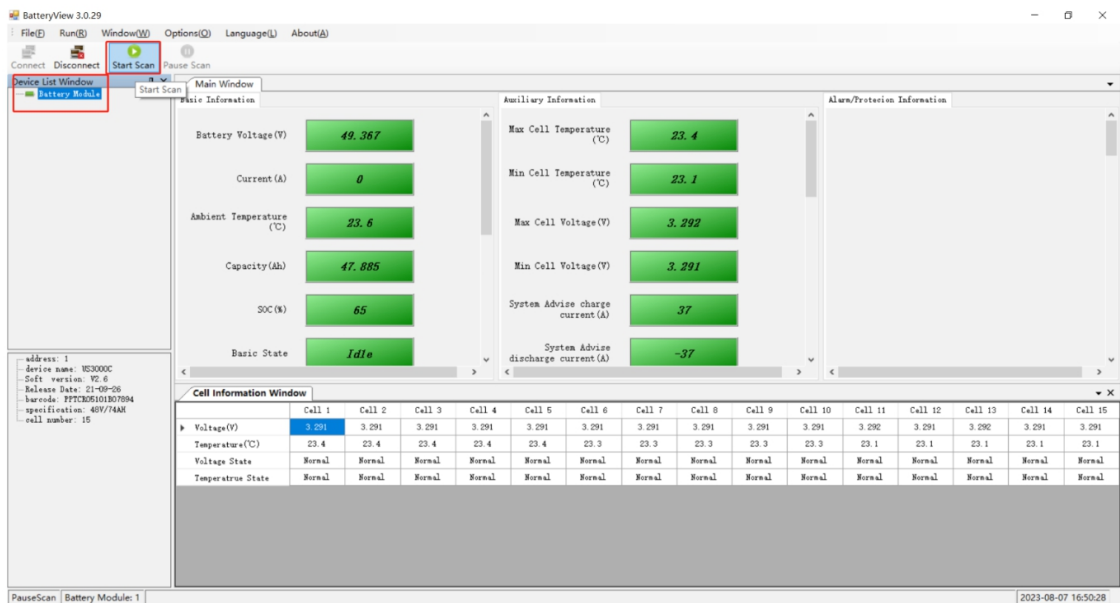 BatteryView 3.0.29
File(F) Run(R) Window(W) Options(O) Language(L) About(A)
Connect Disconnect Start Scan Pause Scan
Device List Window
Battery Module
Start Scan
Main Window
Basic Information
Battery Voltage(V) 49.367
Current(A) 0
Ambient Temperature
(℃) 23.6
Capacity(Ah) 47.885
SOC(%) 65
Basic State Idle
Auxiliary Information
Max Cell Temperature
(℃) 23.4
Min Cell Temperature
(℃) 23.1
Max Cell Voltage(V) 3.292
Min Cell Voltage(V) 3.291
System Advise charge
current(A) 37
System Advise
discharge current(A) -37
Alarm/Protecion Information
address: 1
device name: US3000C
Soft version: V2.6
Release Date: 21-09-26
barcode: PPTCR05101307894
specification: 48V/74AH
cell number: 15
Cell Information Window
Cell 1 Cell 2 Cell 3 Cell 4 Cell 5 Cell 6 Cell 7 Cell 8 Cell 9 Cell 10 Cell 11 Cell 12 Cell 13 Cell 14 Cell 15
Voltage(V) 3.291 3.291 3.291 3.291 3.291 3.291 3.291 3.291 3.291 3.291 3.292 3.291 3.292 3.291 3.291
Temperature(℃) 23.4 23.4 23.4 23.4 23.4 23.3 23.3 23.3 23.3 23.3 23.1 23.1 23.1 23.1 23.1
Voltage State Normal Normal Normal Normal Normal Normal Normal Normal Normal Normal Normal Normal Normal Normal Normal
Temperatrue State Normal Normal Normal Normal Normal Normal Normal Normal Normal Normal Normal Normal Normal Normal Normal
PauseScan Battery Module: 1 2023-08-07 16:50:28